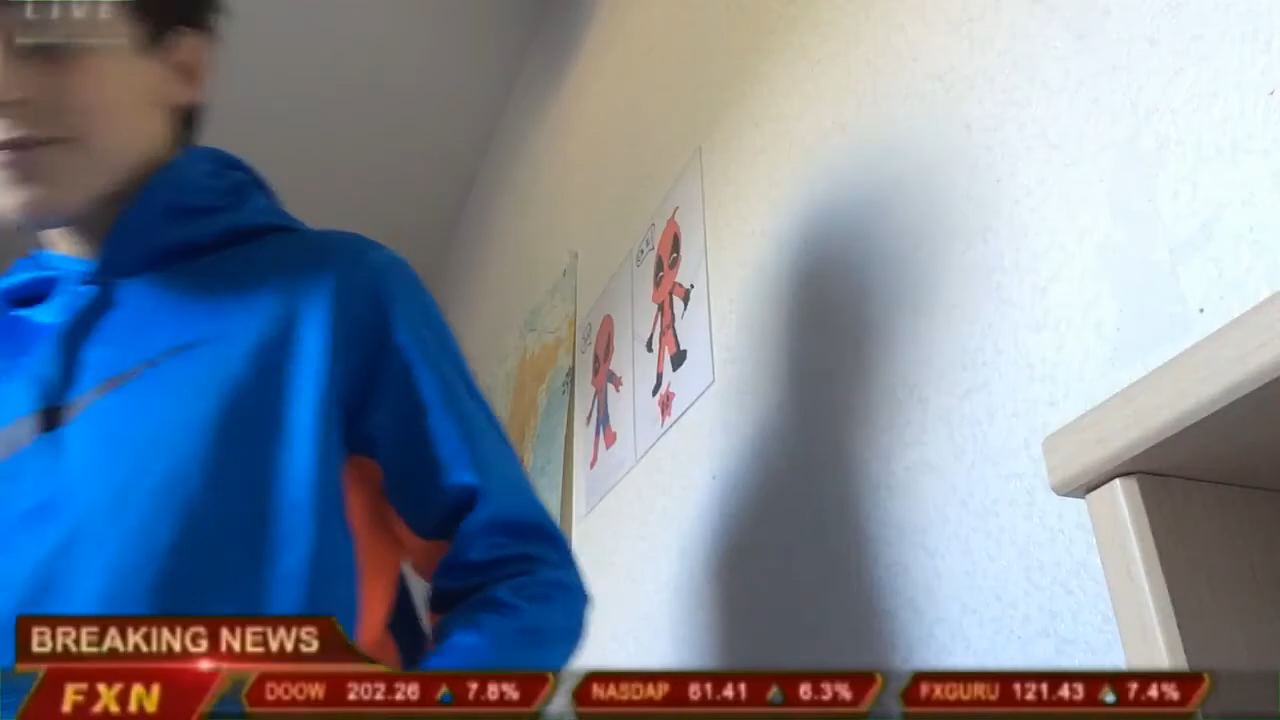 LIVE
BREAKING NEWS
FXN
DOOW 202.26 7.8%
NASDAP 61.41 6.3%
FXGURU 121.43 7.4%